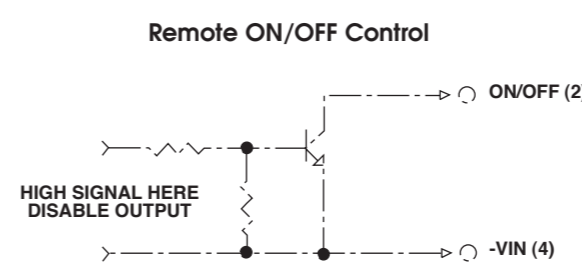 Remote ON/OFF Control
ON/OFF (2)
HIGH SIGNAL HERE
DISABLE OUTPUT
-VIN (4)